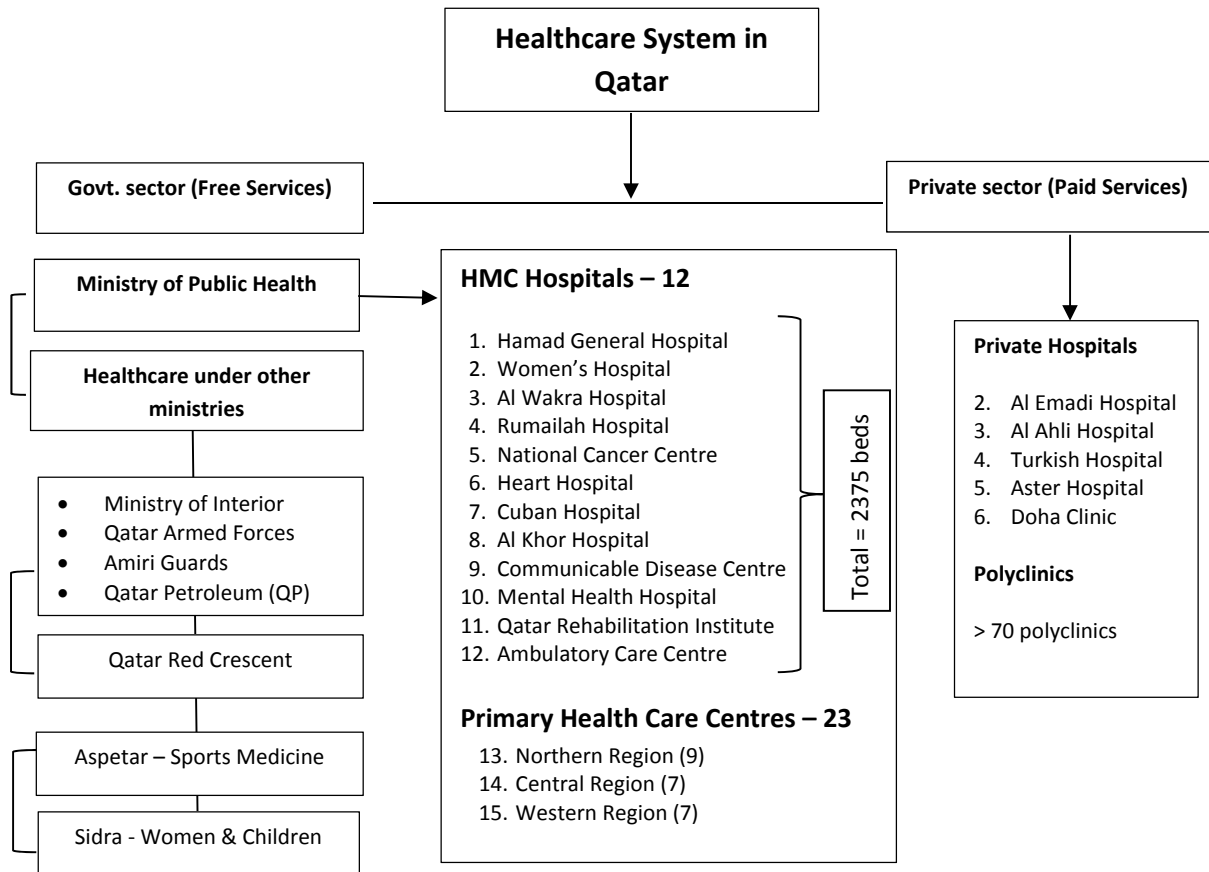 Healthcare System in
Qatar
Govt. sector (Free Services)
Private sector (Paid Services)
Ministry of Public Health
Healthcare under other
ministries
• Ministry of Interior
• Qatar Armed Forces
• Amiri Guards
• Qatar Petroleum (QP)
Qatar Red Crescent
Aspetar – Sports Medicine
Sidra - Women & Children
HMC Hospitals – 12
1. Hamad General Hospital
2. Women’s Hospital
3. Al Wakra Hospital
4. Rumailah Hospital
5. National Cancer Centre
6. Heart Hospital
7. Cuban Hospital
8. Al Khor Hospital
9. Communicable Disease Centre
10. Mental Health Hospital
11. Qatar Rehabilitation Institute
12. Ambulatory Care Centre
Total = 2375 beds
Primary Health Care Centres – 23
13. Northern Region (9)
14. Central Region (7)
15. Western Region (7)
Private Hospitals
2. Al Emadi Hospital
3. Al Ahli Hospital
4. Turkish Hospital
5. Aster Hospital
6. Doha Clinic
Polyclinics
> 70 polyclinics